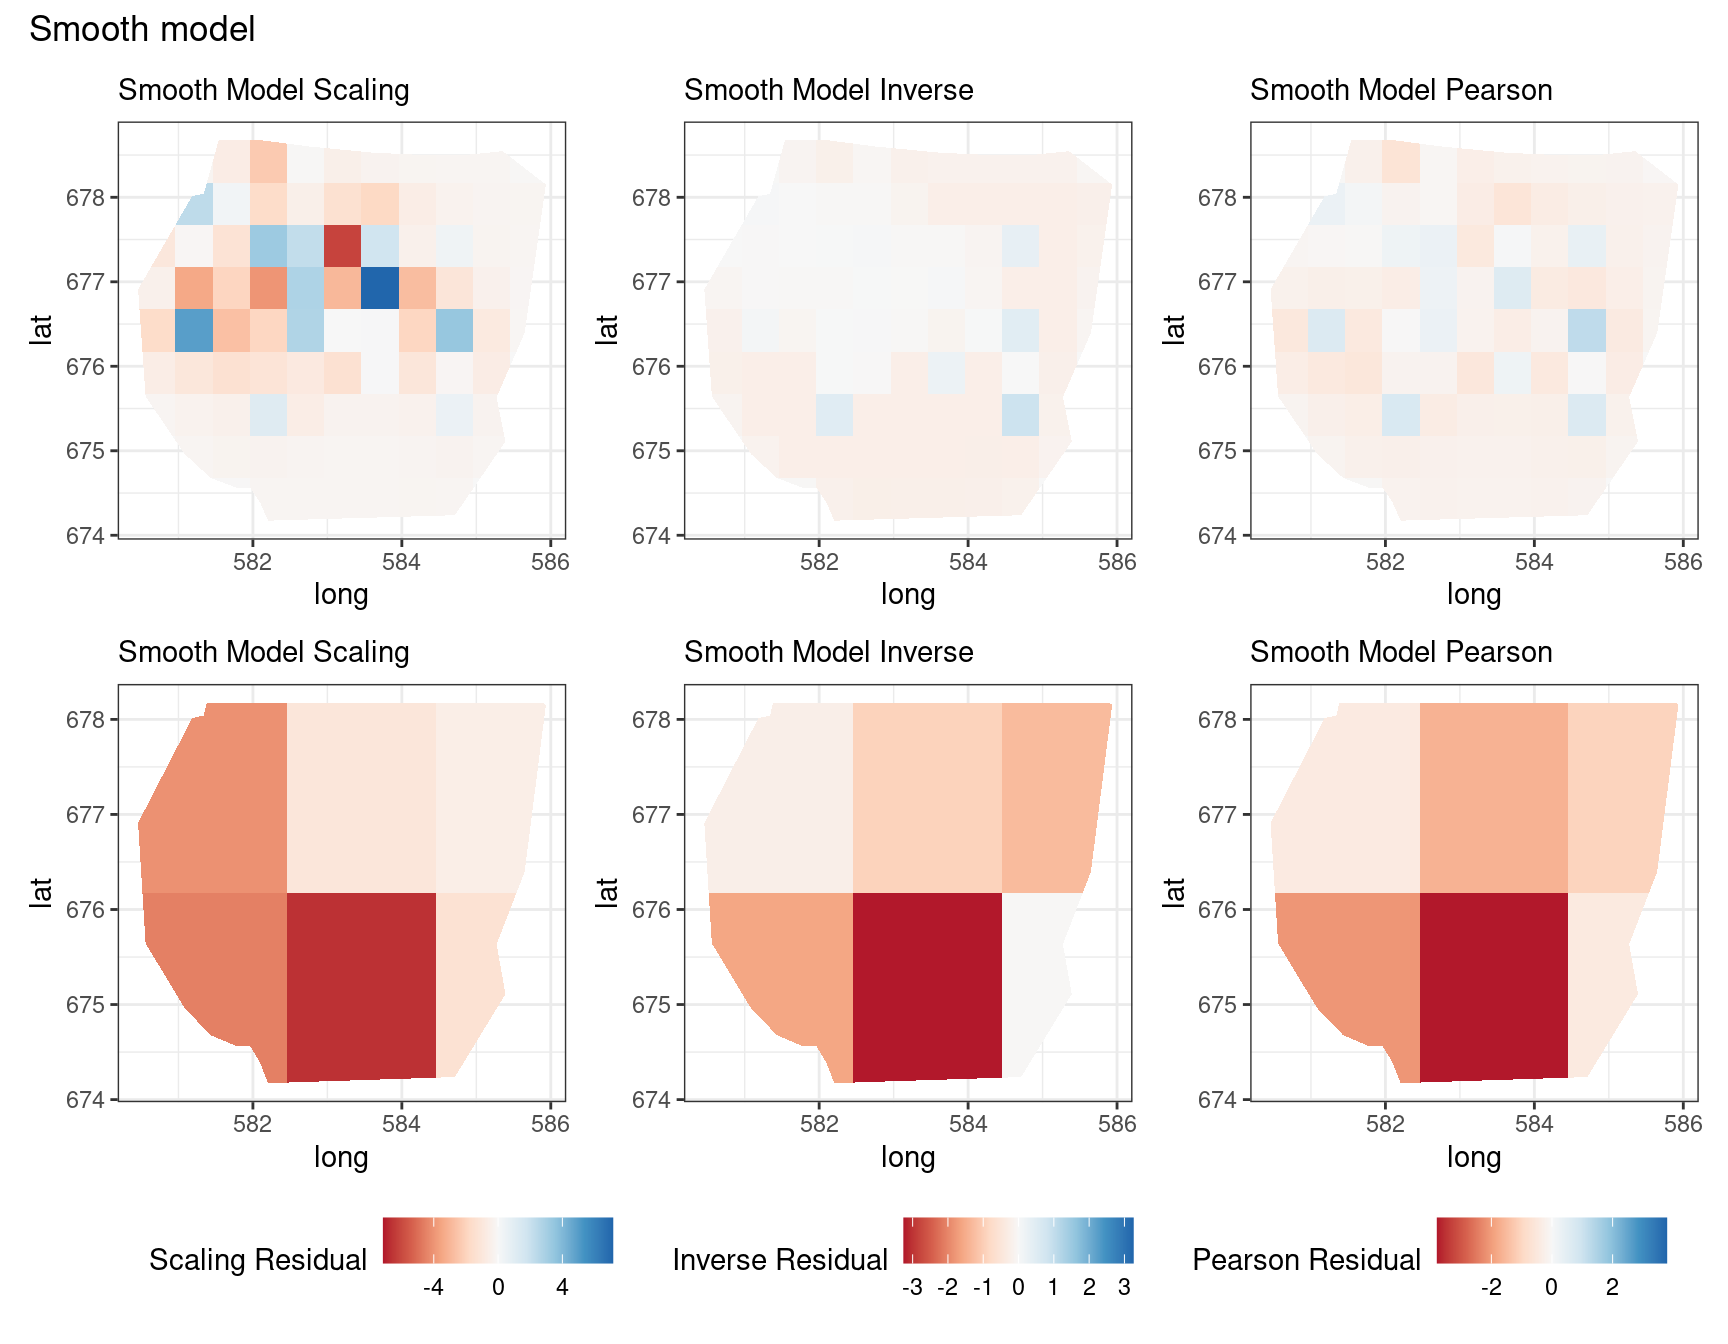 Smooth model
Smooth Model Scaling
Smooth Model Inverse
Smooth Model Pearson
678
677
676
675
674
lat
582
584
586
long
678
677
676
675
674
lat
582
584
586
long
678
677
676
675
674
lat
582
584
586
long
Smooth Model Scaling
Smooth Model Inverse
Smooth Model Pearson
678
677
676
675
674
lat
582
584
586
long
678
677
676
675
674
lat
582
584
586
long
678
677
676
675
674
lat
582
584
586
long
Scaling Residual
-4 0 4
Inverse Residual
-3 -2 -1 0 1 2 3
Pearson Residual
-2 0 2